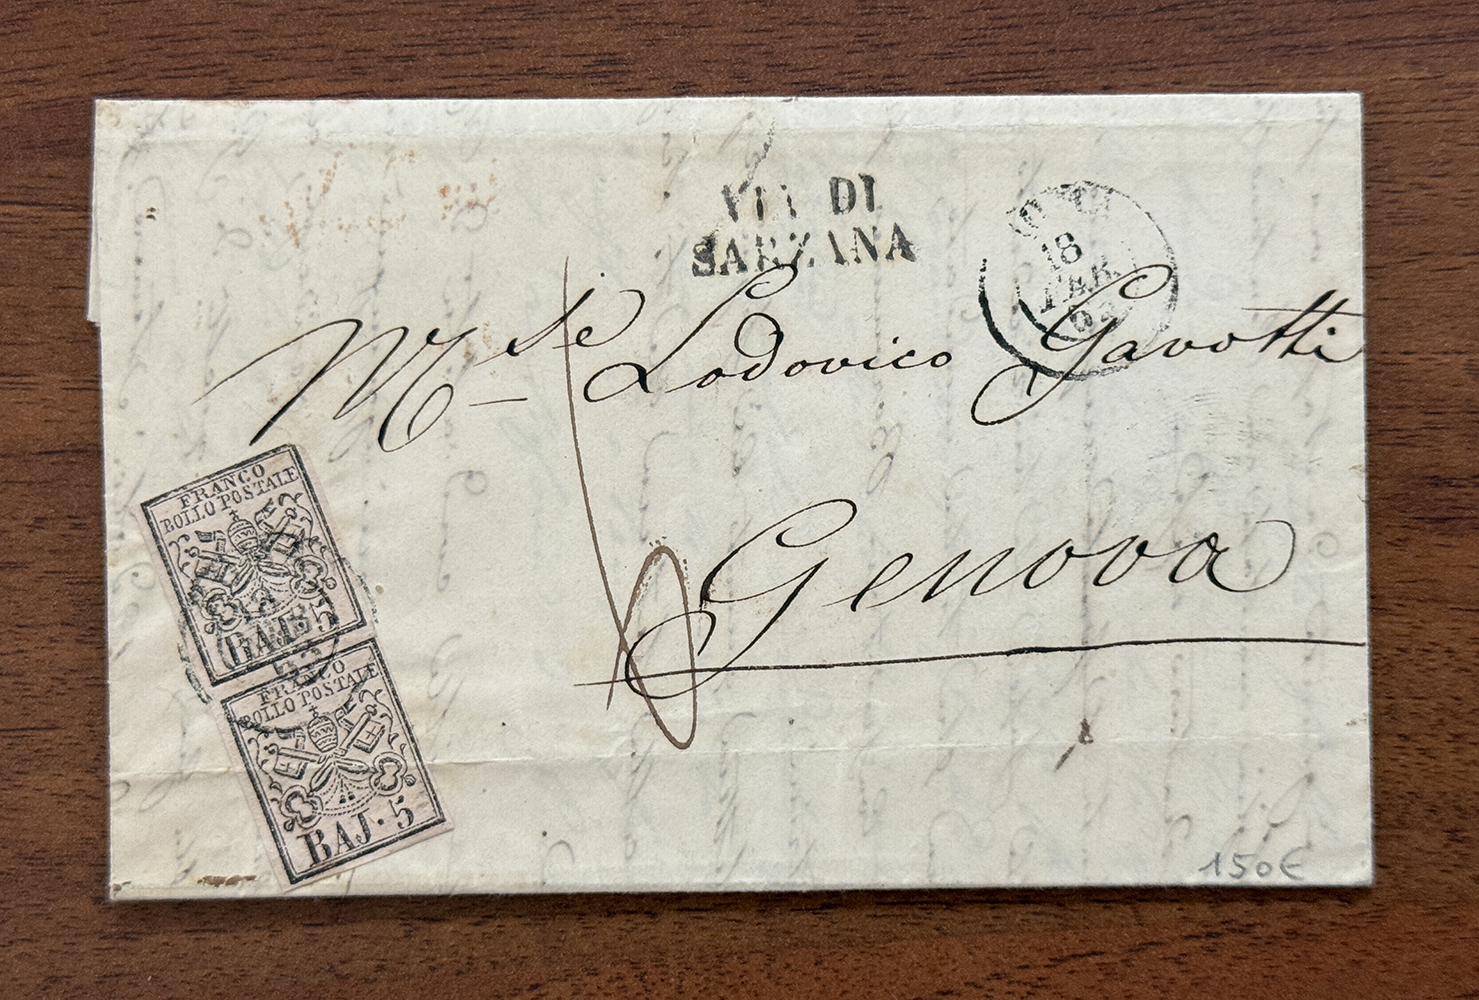 VIA DI
SARZANA
18
FEB
62
M.se Lodovico Gavotti
Genova
FRANCO
BOLLO POSTALE
BAJ. 5
FRANCO
BOLLO POSTALE
BAJ. 5
150€